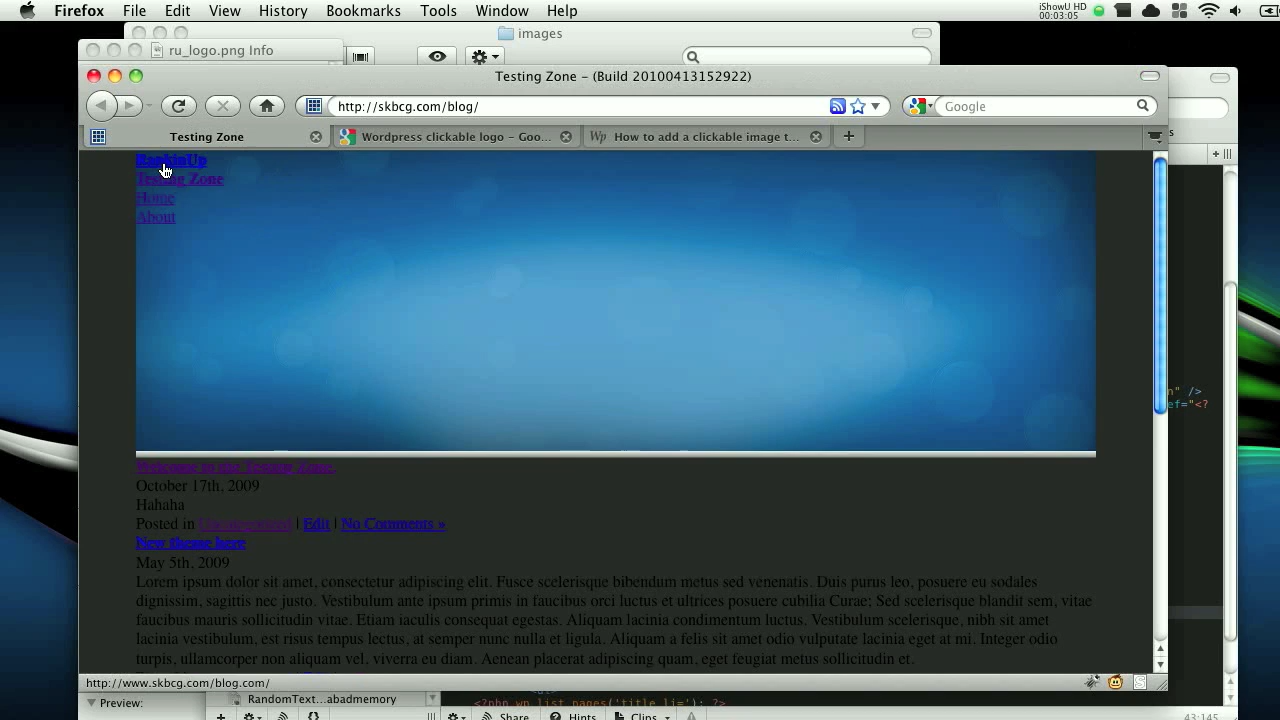 Firefox File Edit View History Bookmarks Tools Window Help
iShowU HD
00:03:05
images
ru_logo.png Info
Testing Zone – (Build 20100413152922)
http://skbcg.com/blog/
Google
Testing Zone
Wordpress clickable logo – Goo...
Wp How to add a clickable image t...
RankinUp
Testing Zone
Home
About
n" />
ef="<?
Welcome to our Testing Zone.
October 17th, 2009
Hahaha
Posted in Uncategorized | Edit | No Comments »
New theme here
May 5th, 2009
Lorem ipsum dolor sit amet, consectetur adipiscing elit. Fusce scelerisque bibendum metus sed venenatis. Duis purus leo, posuere eu sodales
dignissim, sagittis nec justo. Vestibulum ante ipsum primis in faucibus orci luctus et ultrices posuere cubilia Curae; Sed scelerisque blandit sem, vitae
faucibus mauris sollicitudin vitae. Etiam iaculis consequat egestas. Aliquam lacinia condimentum luctus. Vestibulum scelerisque, nibh sit amet
lacinia vestibulum, est risus tempus lectus, at semper nunc nulla et ligula. Aliquam a felis sit amet odio vulputate lacinia eget at mi. Integer odio
turpis, ullamcorper non aliquam vel, viverra eu diam. Aenean placerat adipiscing quam, eget feugiat metus sollicitudin et.
http://www.skbcg.com/blog.com/
Preview:
RandomText...abadmemory
<?php wp_list_pages('title_li='); ?>
Share Hints Clips
43:145